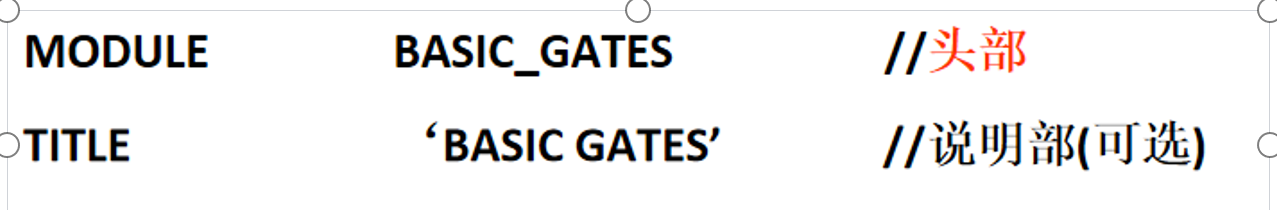 MODULE BASIC_GATES //头部
TITLE ‘BASIC GATES’ //说明部(可选)